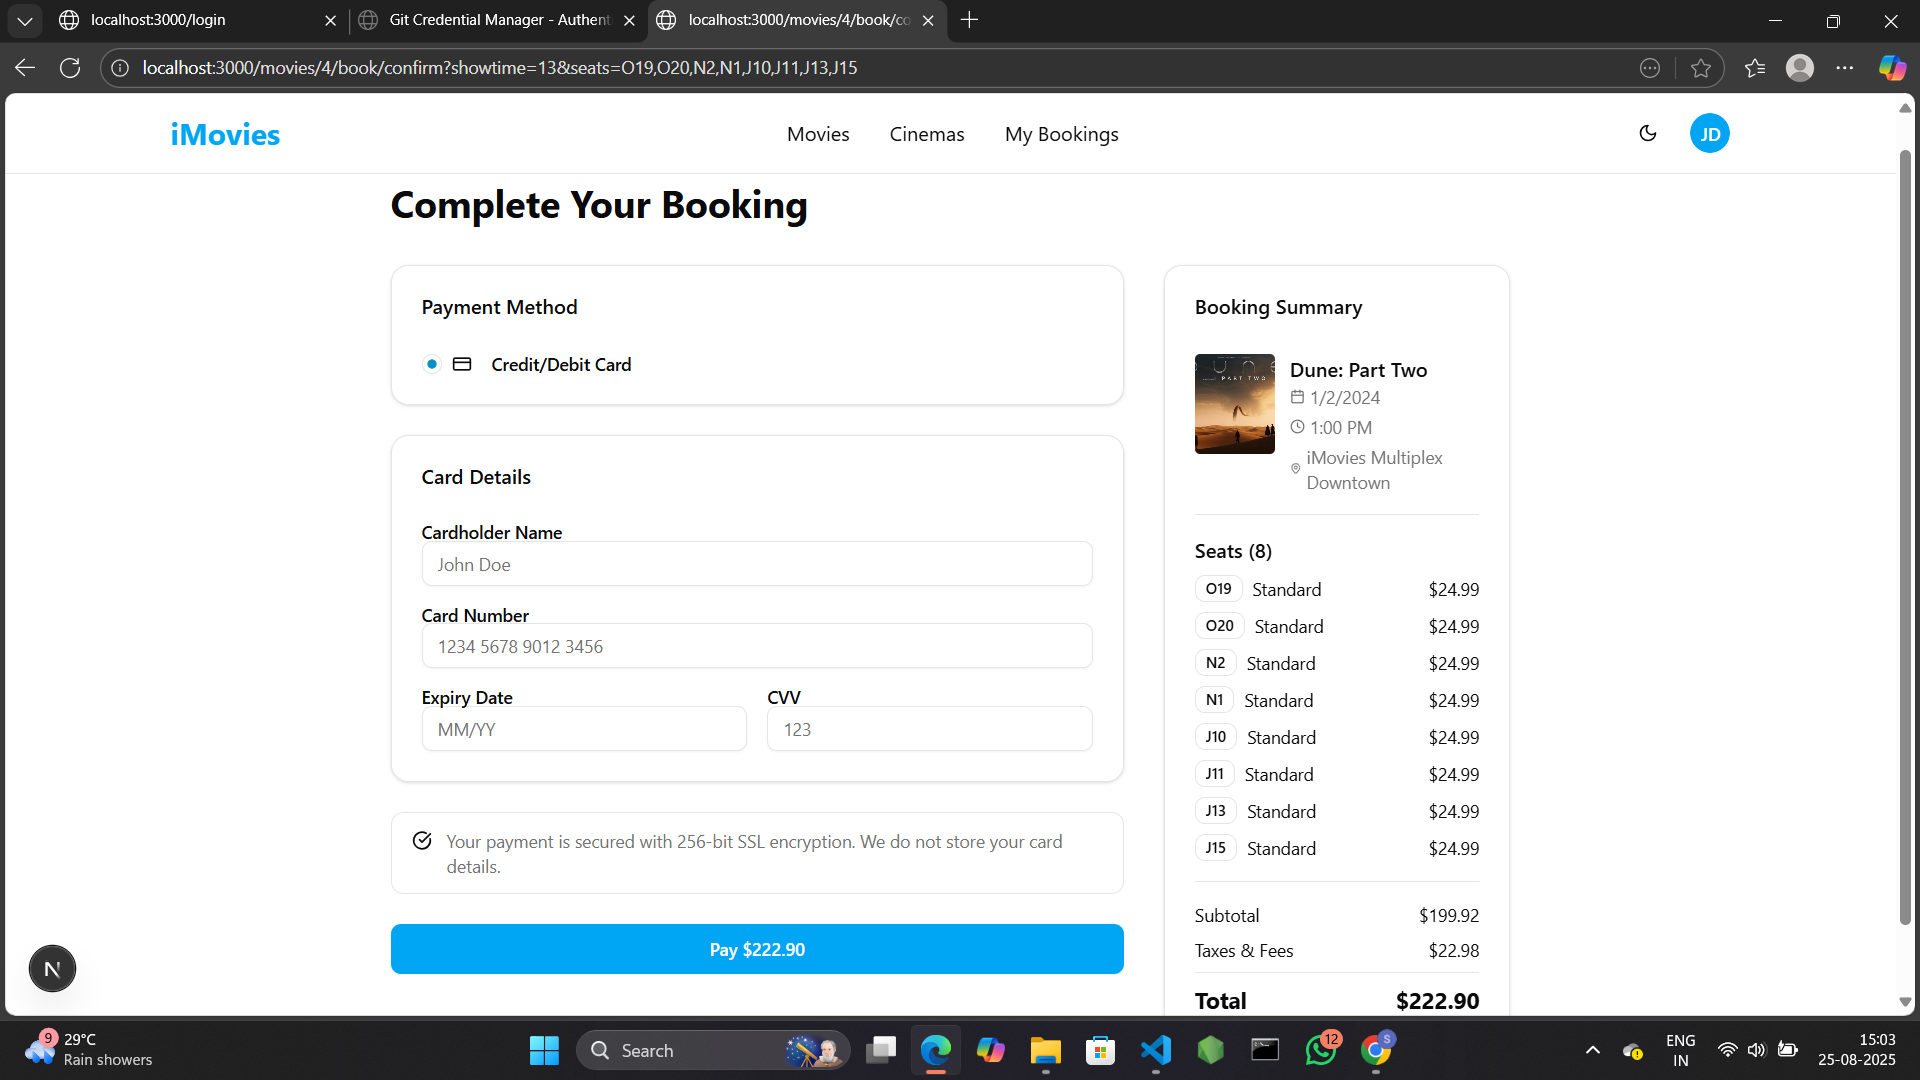 localhost:3000/login
Git Credential Manager - Authent
localhost:3000/movies/4/book/co
localhost:3000/movies/4/book/confirm?showtime=13&seats=O19,O20,N2,N1,J10,J11,J13,J15
iMovies
Movies
Cinemas
My Bookings
JD
Complete Your Booking
Payment Method
Credit/Debit Card
Card Details
Cardholder Name
John Doe
Card Number
1234 5678 9012 3456
Expiry Date
CVV
MM/YY
123
Your payment is secured with 256-bit SSL encryption. We do not store your card
details.
Pay $222.90
Booking Summary
DUNE
PART TWO
Dune: Part Two
1/2/2024
1:00 PM
iMovies Multiplex
Downtown
Seats (8)
O19 Standard $24.99
O20 Standard $24.99
N2 Standard $24.99
N1 Standard $24.99
J10 Standard $24.99
J11 Standard $24.99
J13 Standard $24.99
J15 Standard $24.99
Subtotal $199.92
Taxes & Fees $22.98
Total $222.90
N
9
29°C
Rain showers
Search
12
S
ENG
IN
15:03
25-08-2025